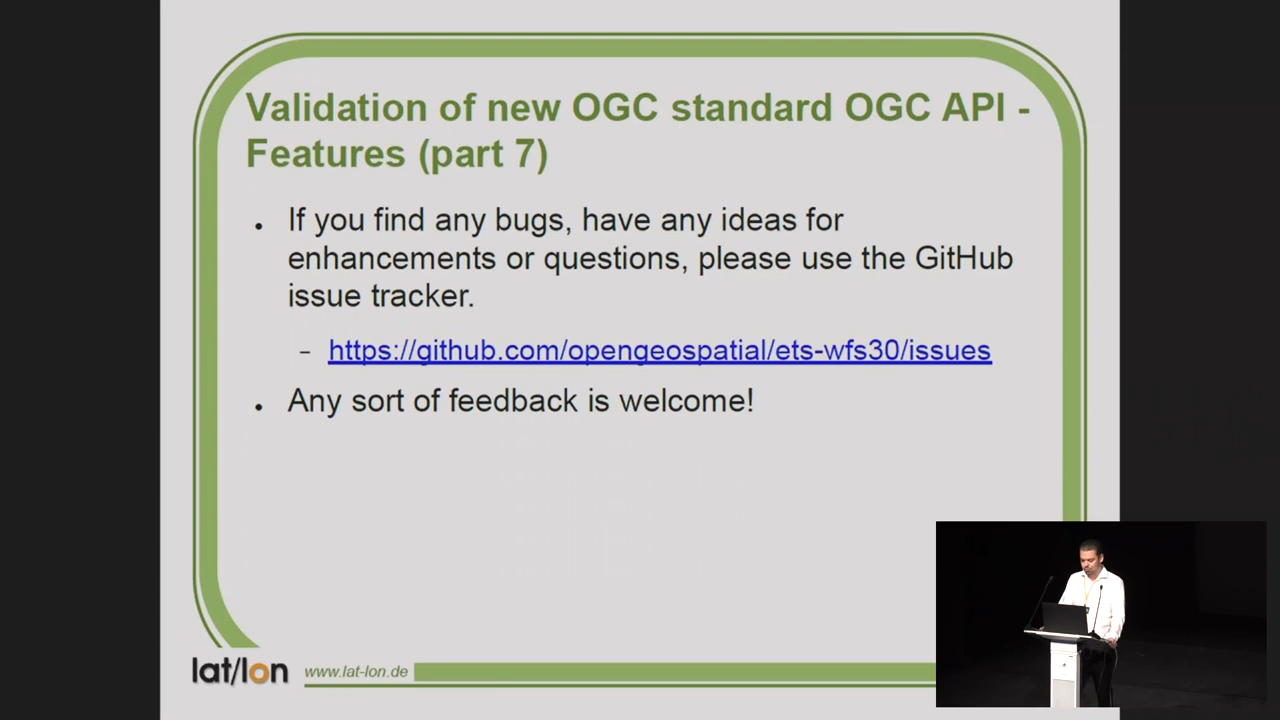 Validation of new OGC standard OGC API -
Features (part 7)
• If you find any bugs, have any ideas for
enhancements or questions, please use the GitHub
issue tracker.
– https://github.com/opengeospatial/ets-wfs30/issues
• Any sort of feedback is welcome!
lat/lon
www.lat-lon.de